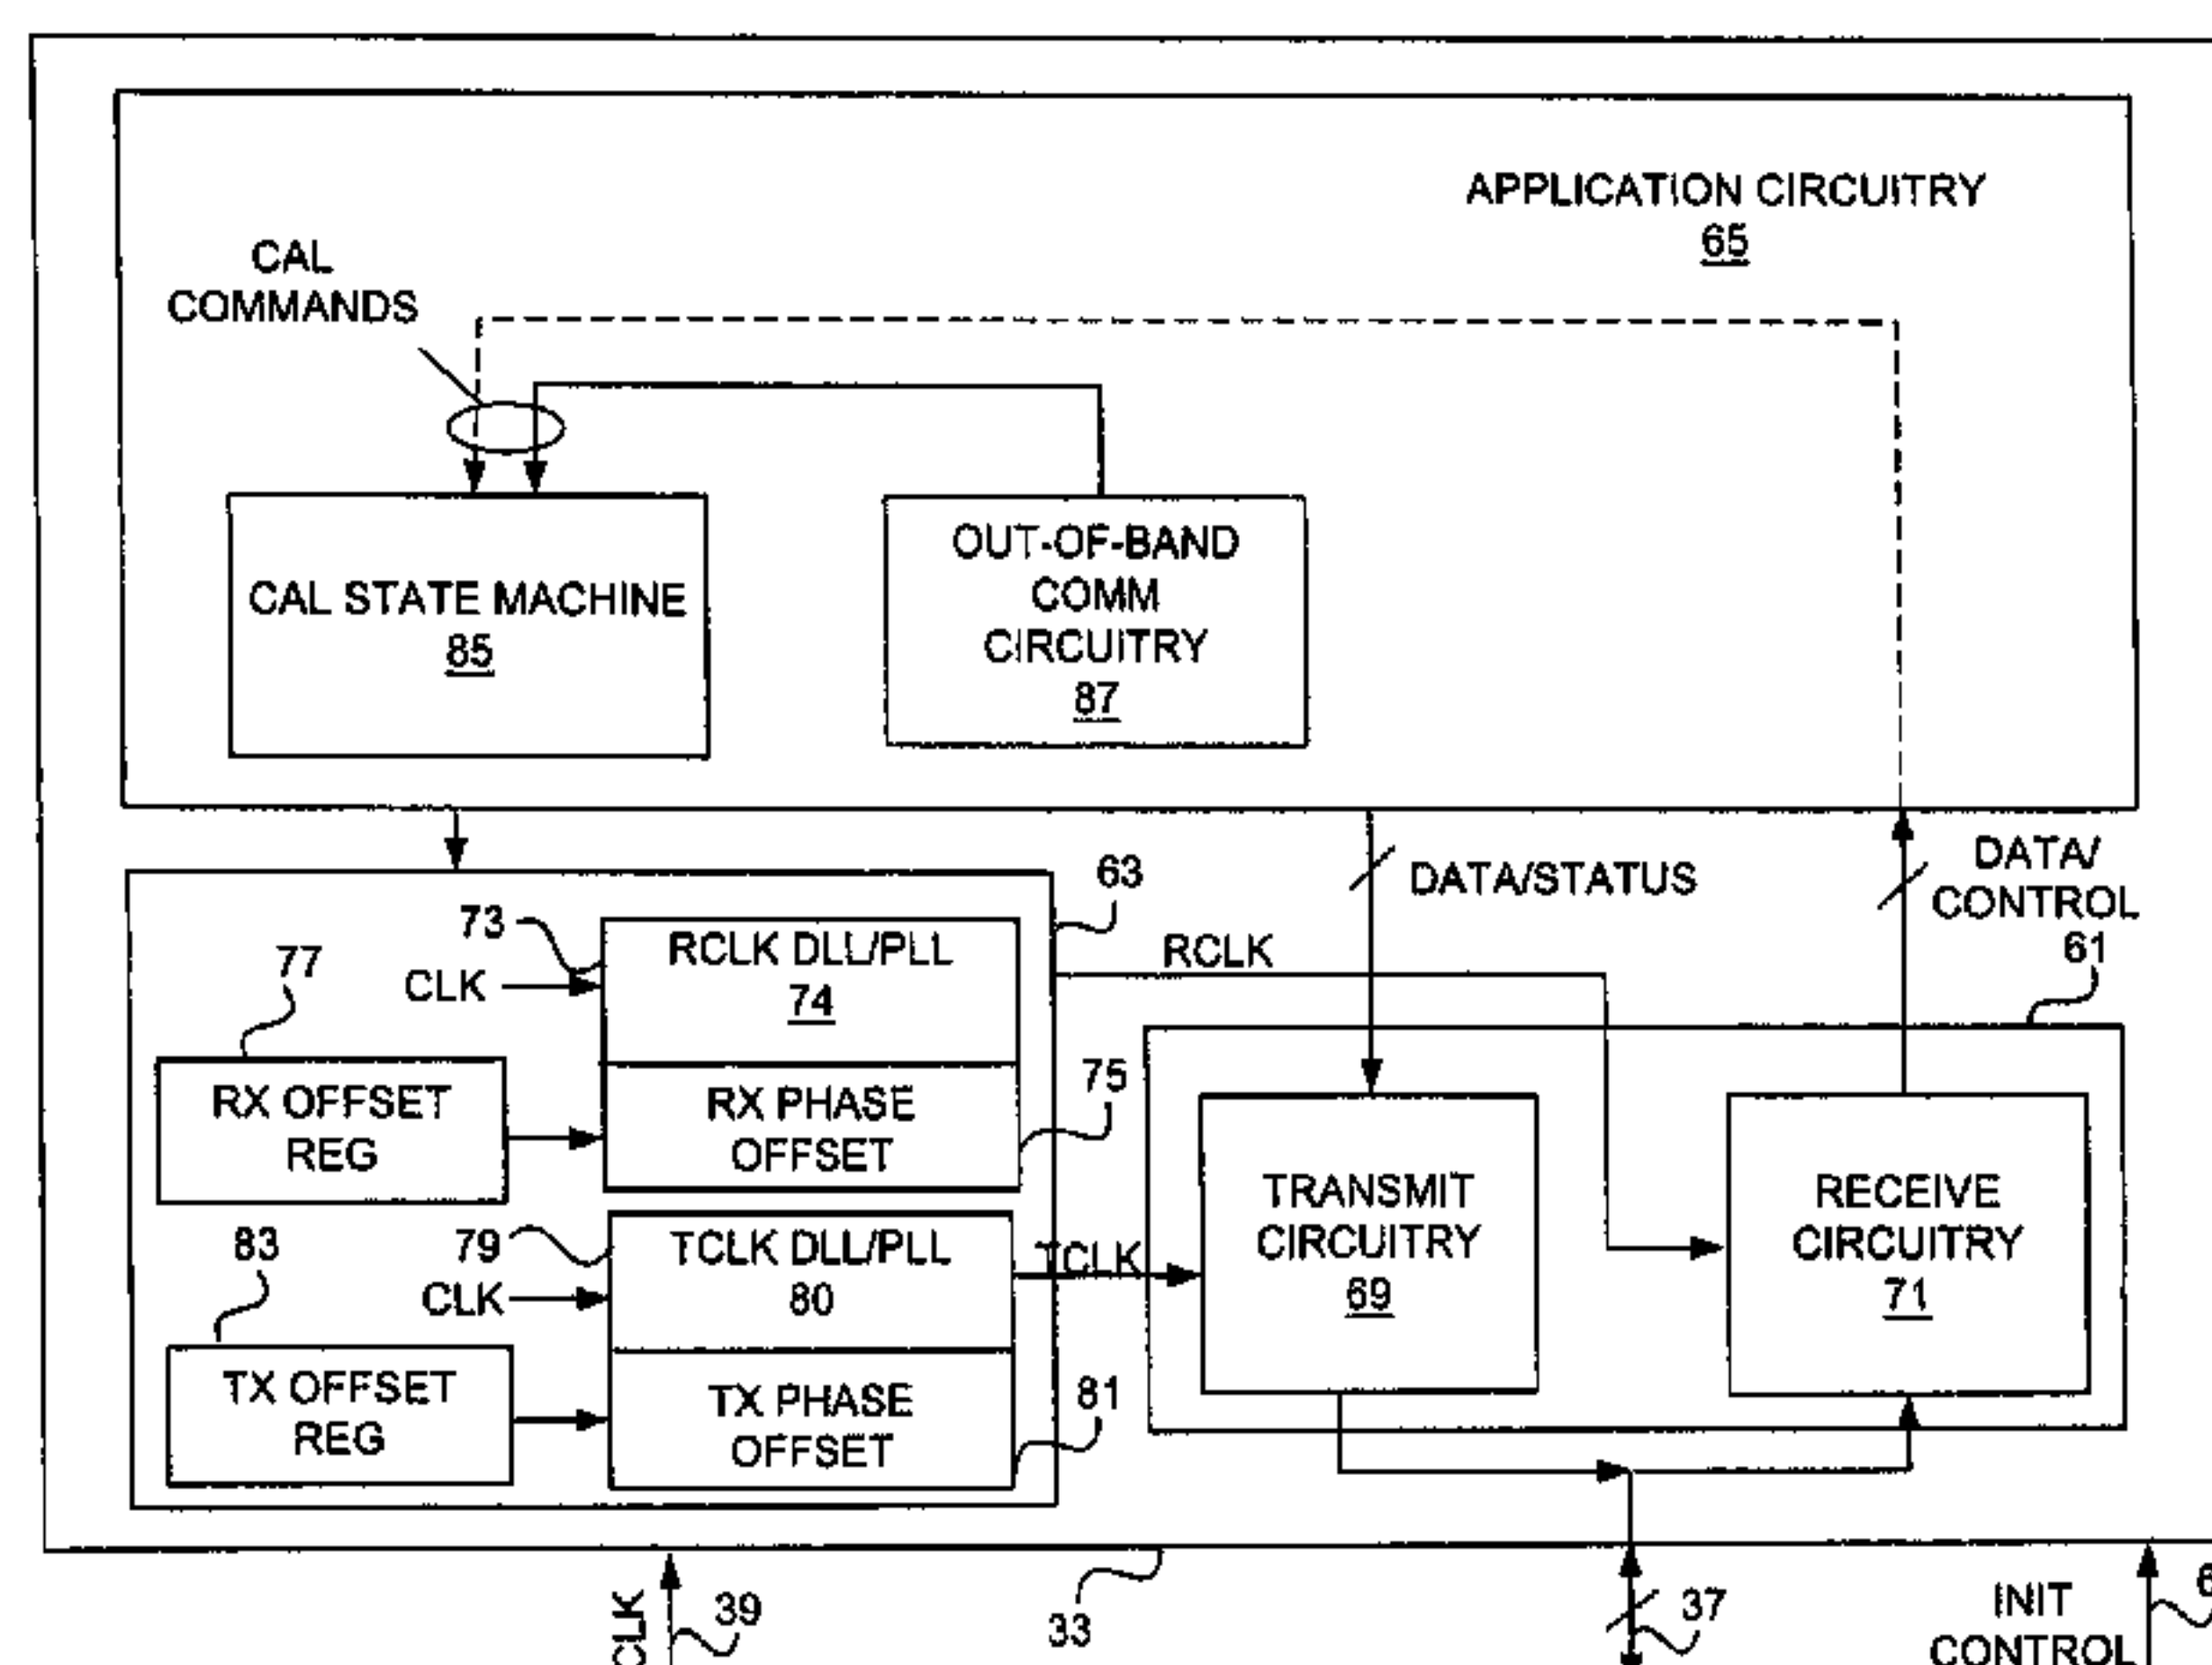 APPLICATION CIRCUITRY
65
CAL
COMMANDS
CAL STATE MACHINE
85
OUT-OF-BAND
COMM
CIRCUITRY
87
63
DATA/STATUS
DATA/
CONTROL
61
73
RCLK DLL/PLL
74
CLK
77
RCLK
RX OFFSET
REG
RX PHASE
OFFSET
75
TRANSMIT
CIRCUITRY
69
RECEIVE
CIRCUITRY
71
83
79
TCLK DLL/PLL
80
CLK
TCLK
TX OFFSET
REG
TX PHASE
OFFSET
81
CLK
39
33
37
INIT
CONTROL